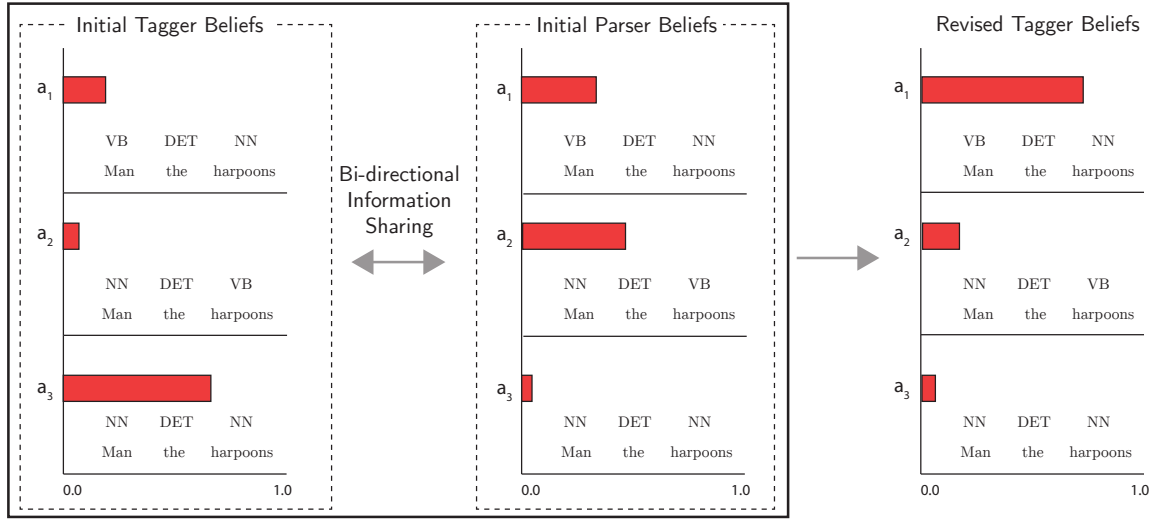 Initial Tagger Beliefs
a1
VB DET NN
Man the harpoons
a2
NN DET VB
Man the harpoons
a3
NN DET NN
Man the harpoons
0.0 1.0
Bi-directional
Information
Sharing
Initial Parser Beliefs
a1
VB DET NN
Man the harpoons
a2
NN DET VB
Man the harpoons
a3
NN DET NN
Man the harpoons
0.0 1.0
Revised Tagger Beliefs
a1
VB DET NN
Man the harpoons
a2
NN DET VB
Man the harpoons
a3
NN DET NN
Man the harpoons
0.0 1.0